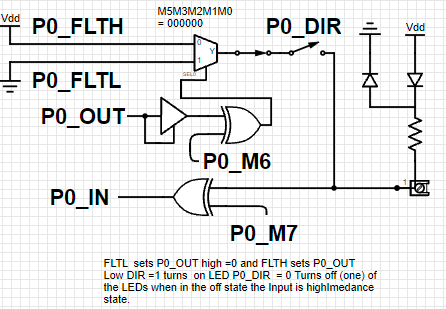 M5M3M2M1M0
= 000000
Vdd
P0_FLTH
P0_DIR
Vdd
0
Y
1
SEL0
P0_FLTL
P0_OUT
P0_M6
P0_IN
1
P0_M7
FLTL sets P0_OUT high =0 and FLTH sets P0_OUT
Low DIR =1 turns on LED P0_DIR = 0 Turns off (one) of
the LEDs when in the off state the Input is highImedance
state.